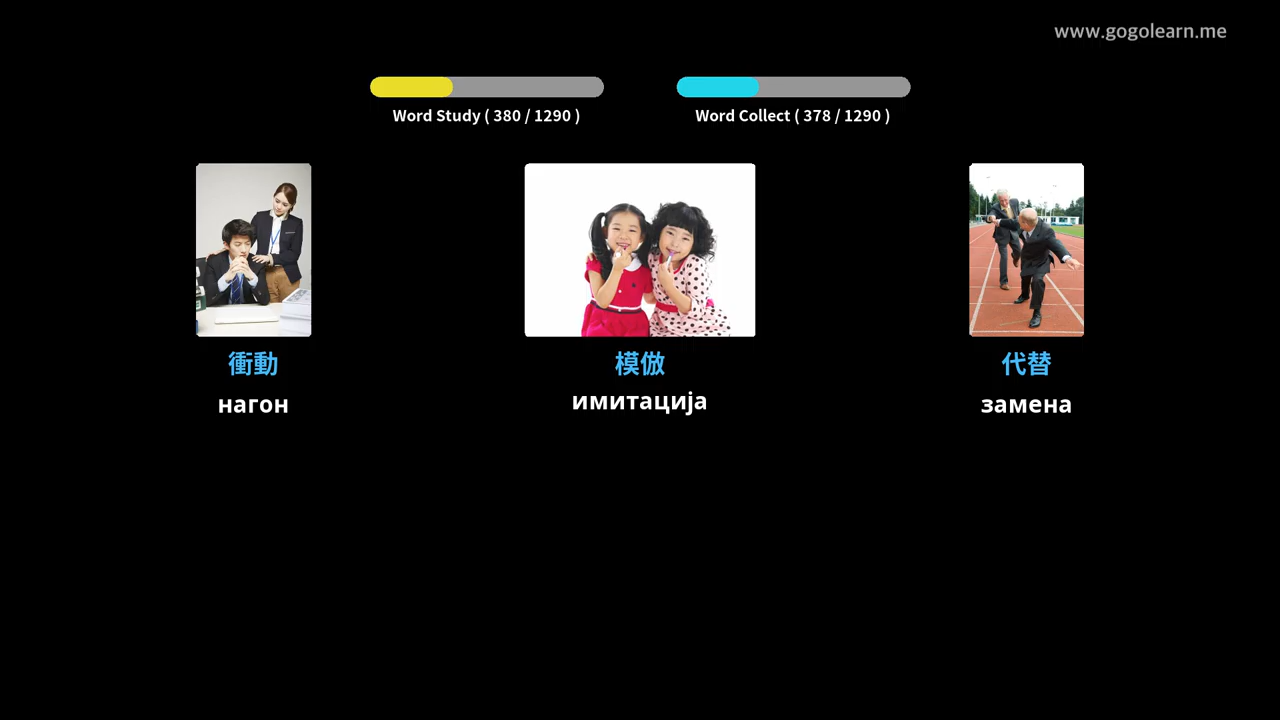 www.gogolearn.me
Word Study ( 380 / 1290 )
Word Collect ( 378 / 1290 )
衝動
模倣
代替
нагон
имитација
замена